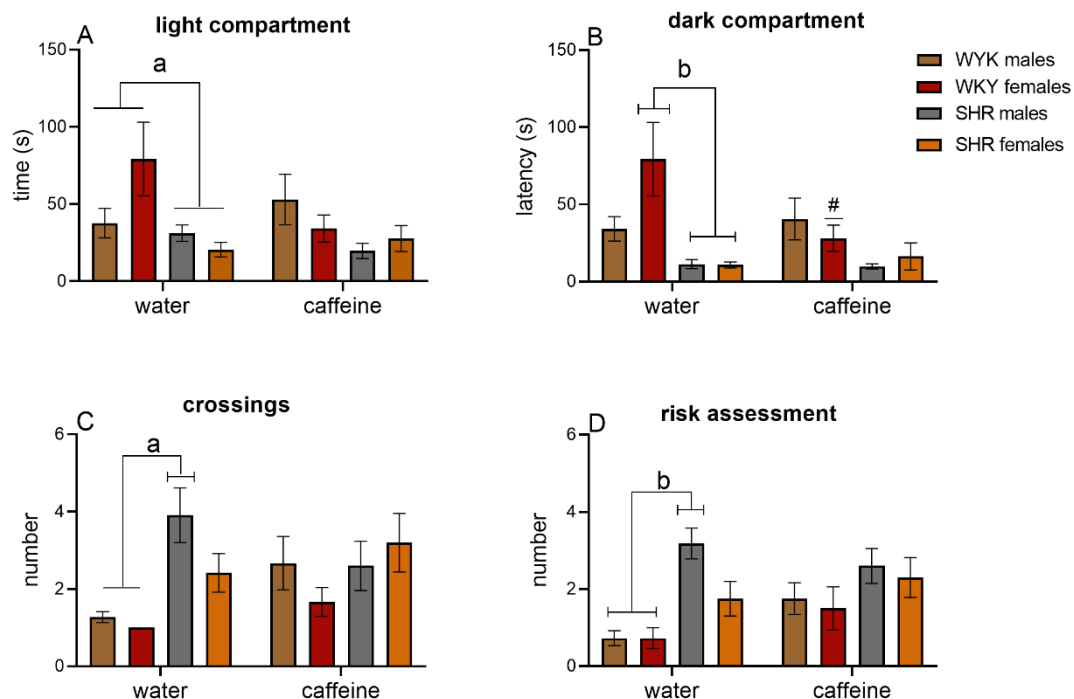 A
light compartment
150
100
50
0
time (s)
a
water
caffeine
B
dark compartment
150
100
50
0
latency (s)
b
#
water
caffeine
WYK males
WKY females
SHR males
SHR females
C
crossings
6
4
2
0
number
a
water
caffeine
D
risk assessment
6
4
2
0
number
b
water
caffeine